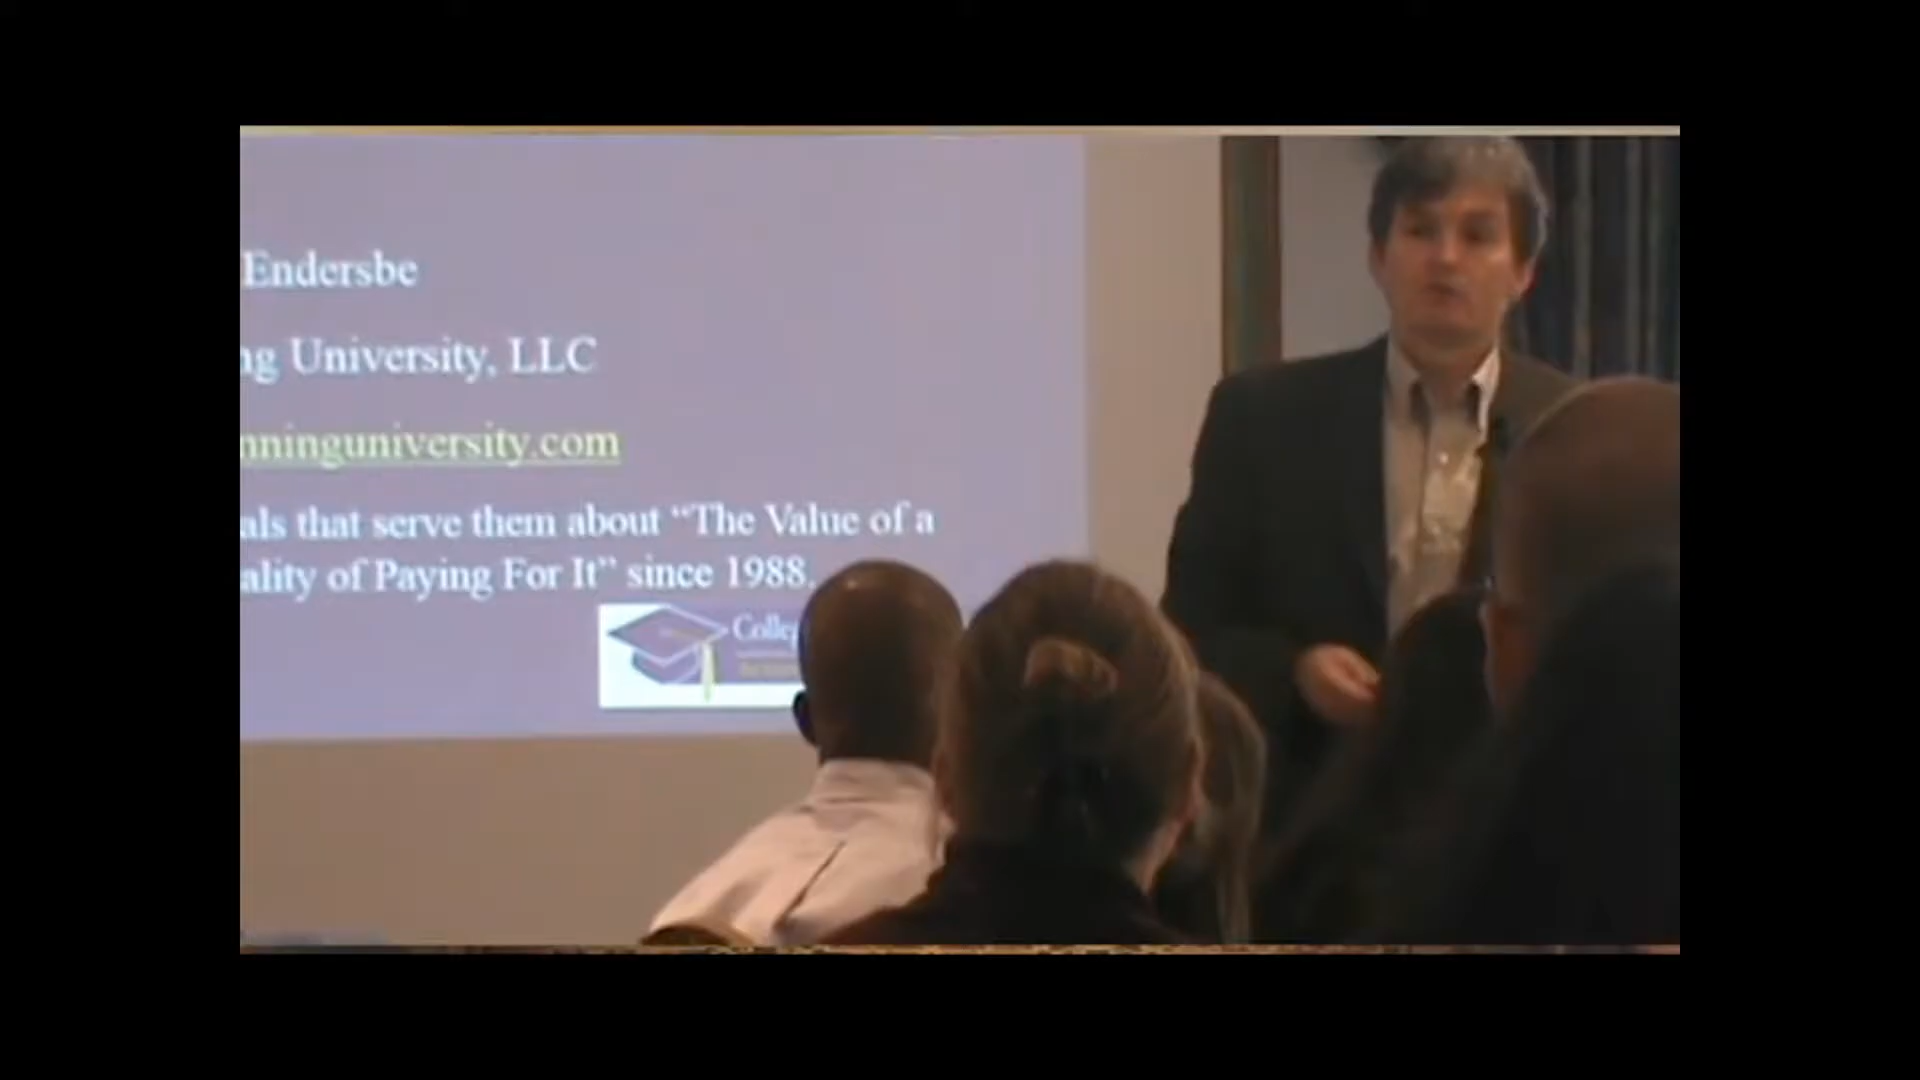 Endersbe
ng University, LLC
nninguniversity.com
als that serve them about “The Value of a
ality of Paying For It” since 1988.
Colleg